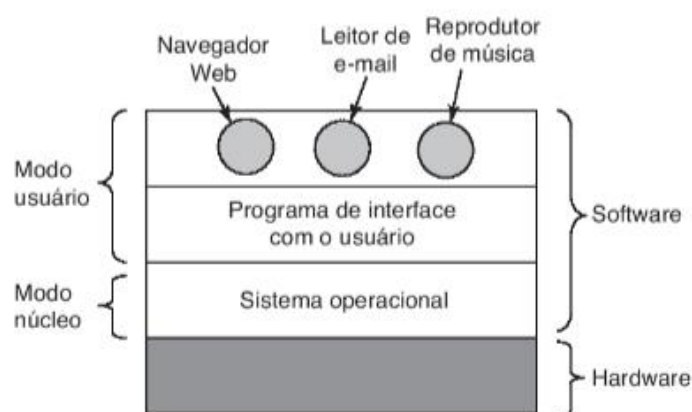 Navegador
Web
Leitor de
e-mail
Reprodutor
de música
Modo
usuário
Programa de interface
com o usuário
Software
Modo
núcleo
Sistema operacional
Hardware